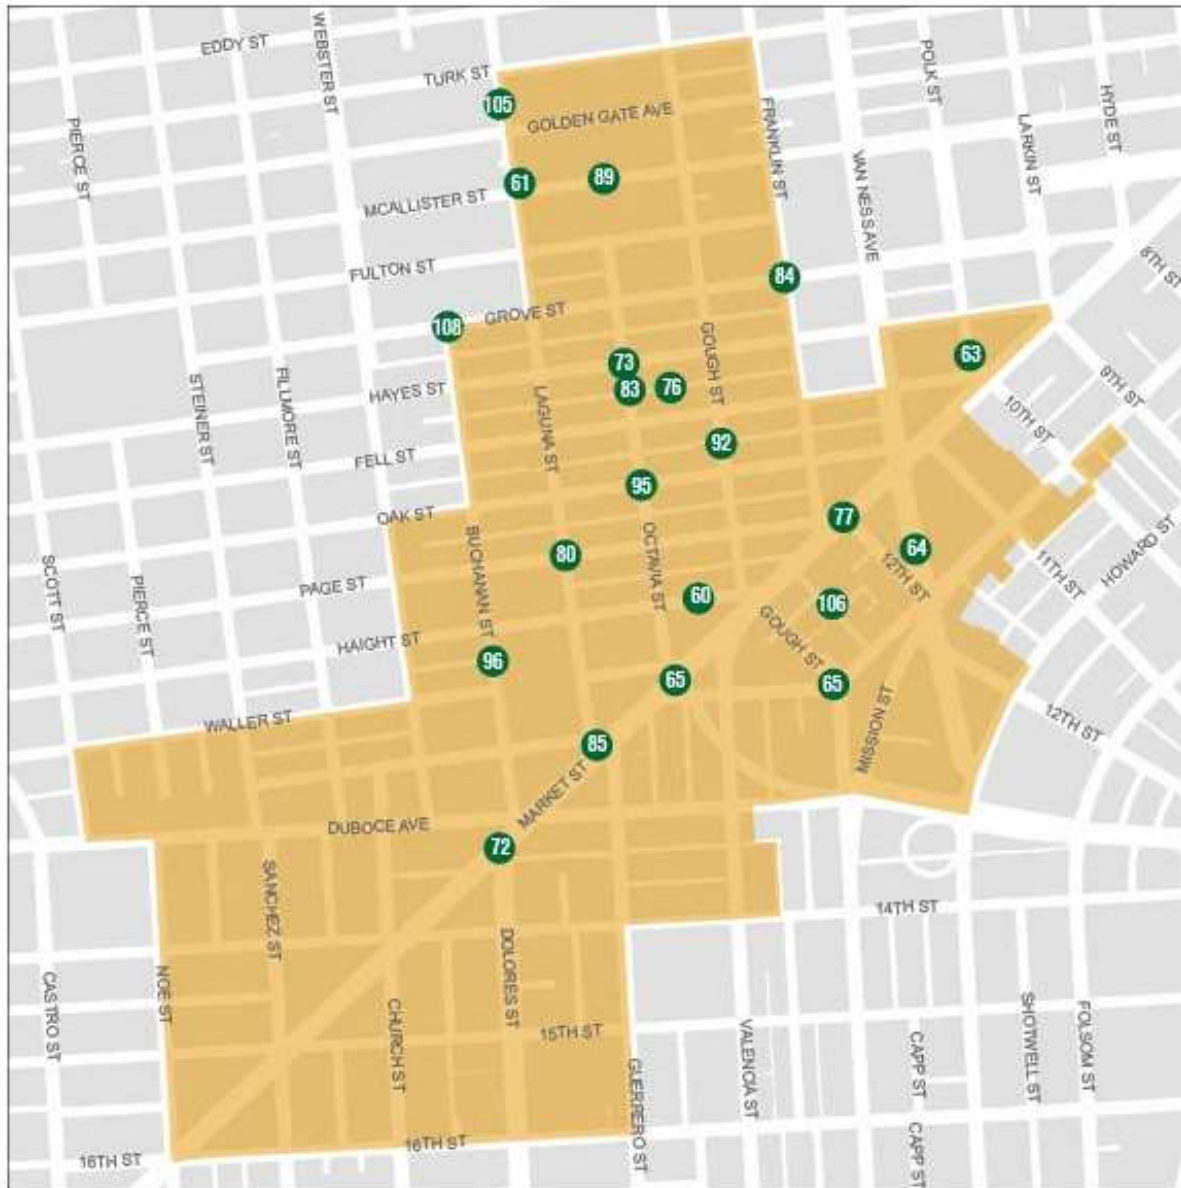 EDDY ST
WEBSTER ST
TURK ST
POLK ST
HYDE ST
105
GOLDEN GATE AVE
FRANKLIN ST
LARKIN ST
PIERCE ST
VAN NESS AVE
61
89
MCALLISTER ST
FULTON ST
84
8TH ST
108
GROVE ST
GOUGH ST
63
73
83
76
HAYES ST
STEINER ST
FILLMORE ST
LAGUNA ST
9TH ST
10TH ST
92
FELL ST
95
OAK ST
77
64
BUCHANAN ST
80
OCTAVIA ST
12TH ST
11TH ST
HOWARD ST
SCOTT ST
PIERCE ST
PAGE ST
60
106
HAIGHT ST
GOUGH ST
96
65
65
MISSION ST
WALLER ST
12TH ST
85
MARKET ST
DUBOCE AVE
72
SANCHEZ ST
14TH ST
DOLORES ST
NOE ST
CASTRO ST
CHURCH ST
15TH ST
VALENCIA ST
CAPP ST
SHOTWELL ST
FOLSOM ST
GUERRERO ST
16TH ST
16TH ST
CAPP ST